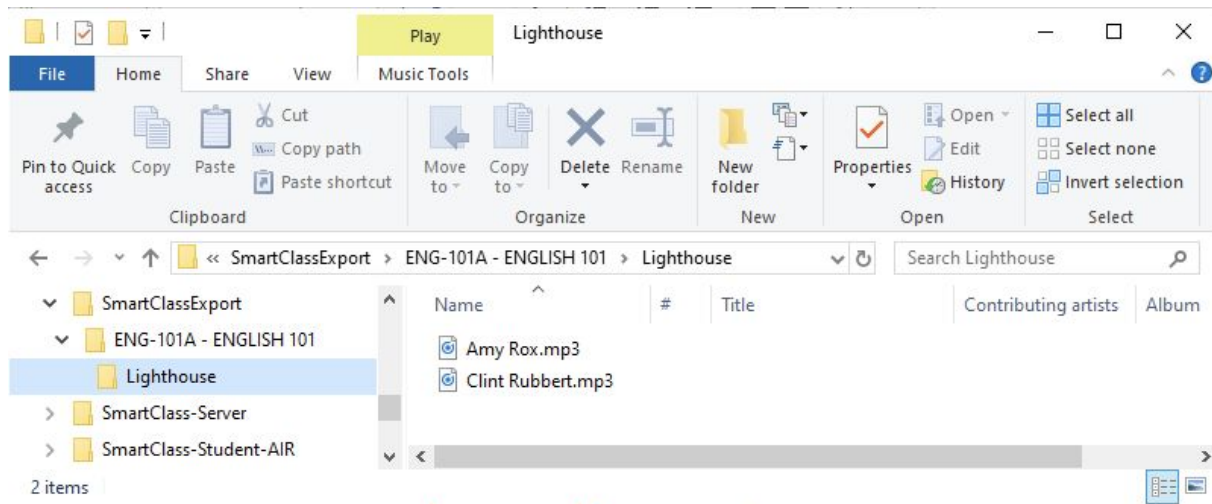 Play Lighthouse
File Home Share View Music Tools
Pin to Quick access
Copy
Paste
Cut
Copy path
Paste shortcut
Clipboard
Move to
Copy to
Delete
Rename
Organize
New folder
New
Properties
Open
Edit
History
Open
Select all
Select none
Invert selection
Select
« SmartClassExport > ENG-101A - ENGLISH 101 > Lighthouse
Search Lighthouse
SmartClassExport
ENG-101A - ENGLISH 101
Lighthouse
SmartClass-Server
SmartClass-Student-AIR
Name # Title Contributing artists Album
Amy Rox.mp3
Clint Rubbert.mp3
2 items